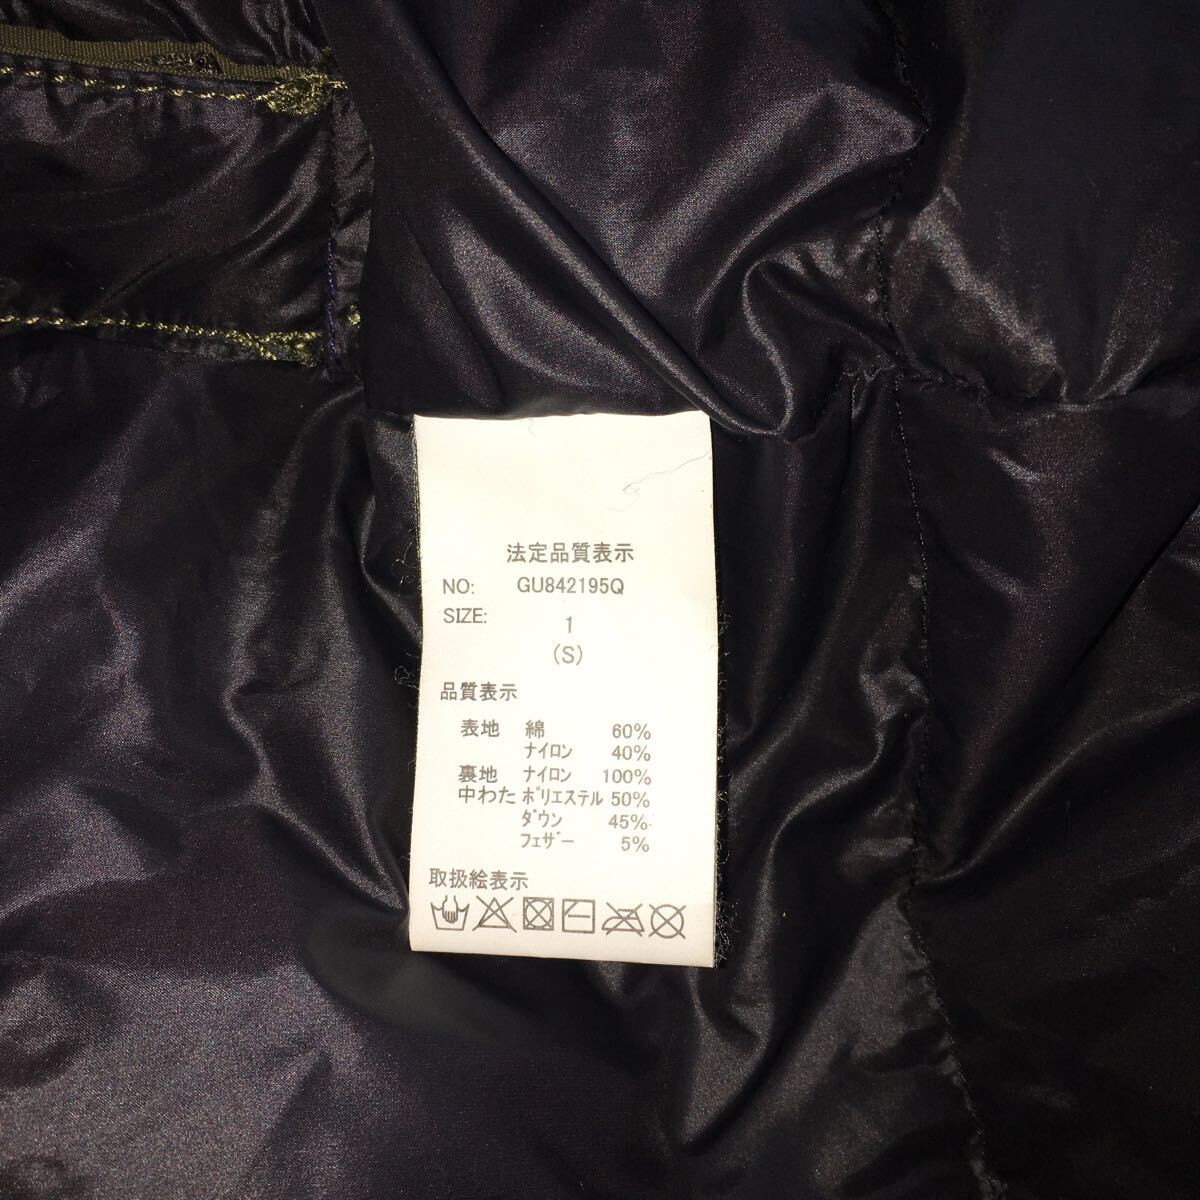 法定品質表示
NO: GU842195Q
SIZE: 1
(S)
品質表示
表地 綿 60%
ナイロン 40%
裏地 ナイロン 100%
中わた ポリエステル 50%
ダウン 45%
フェザー 5%
取扱絵表示